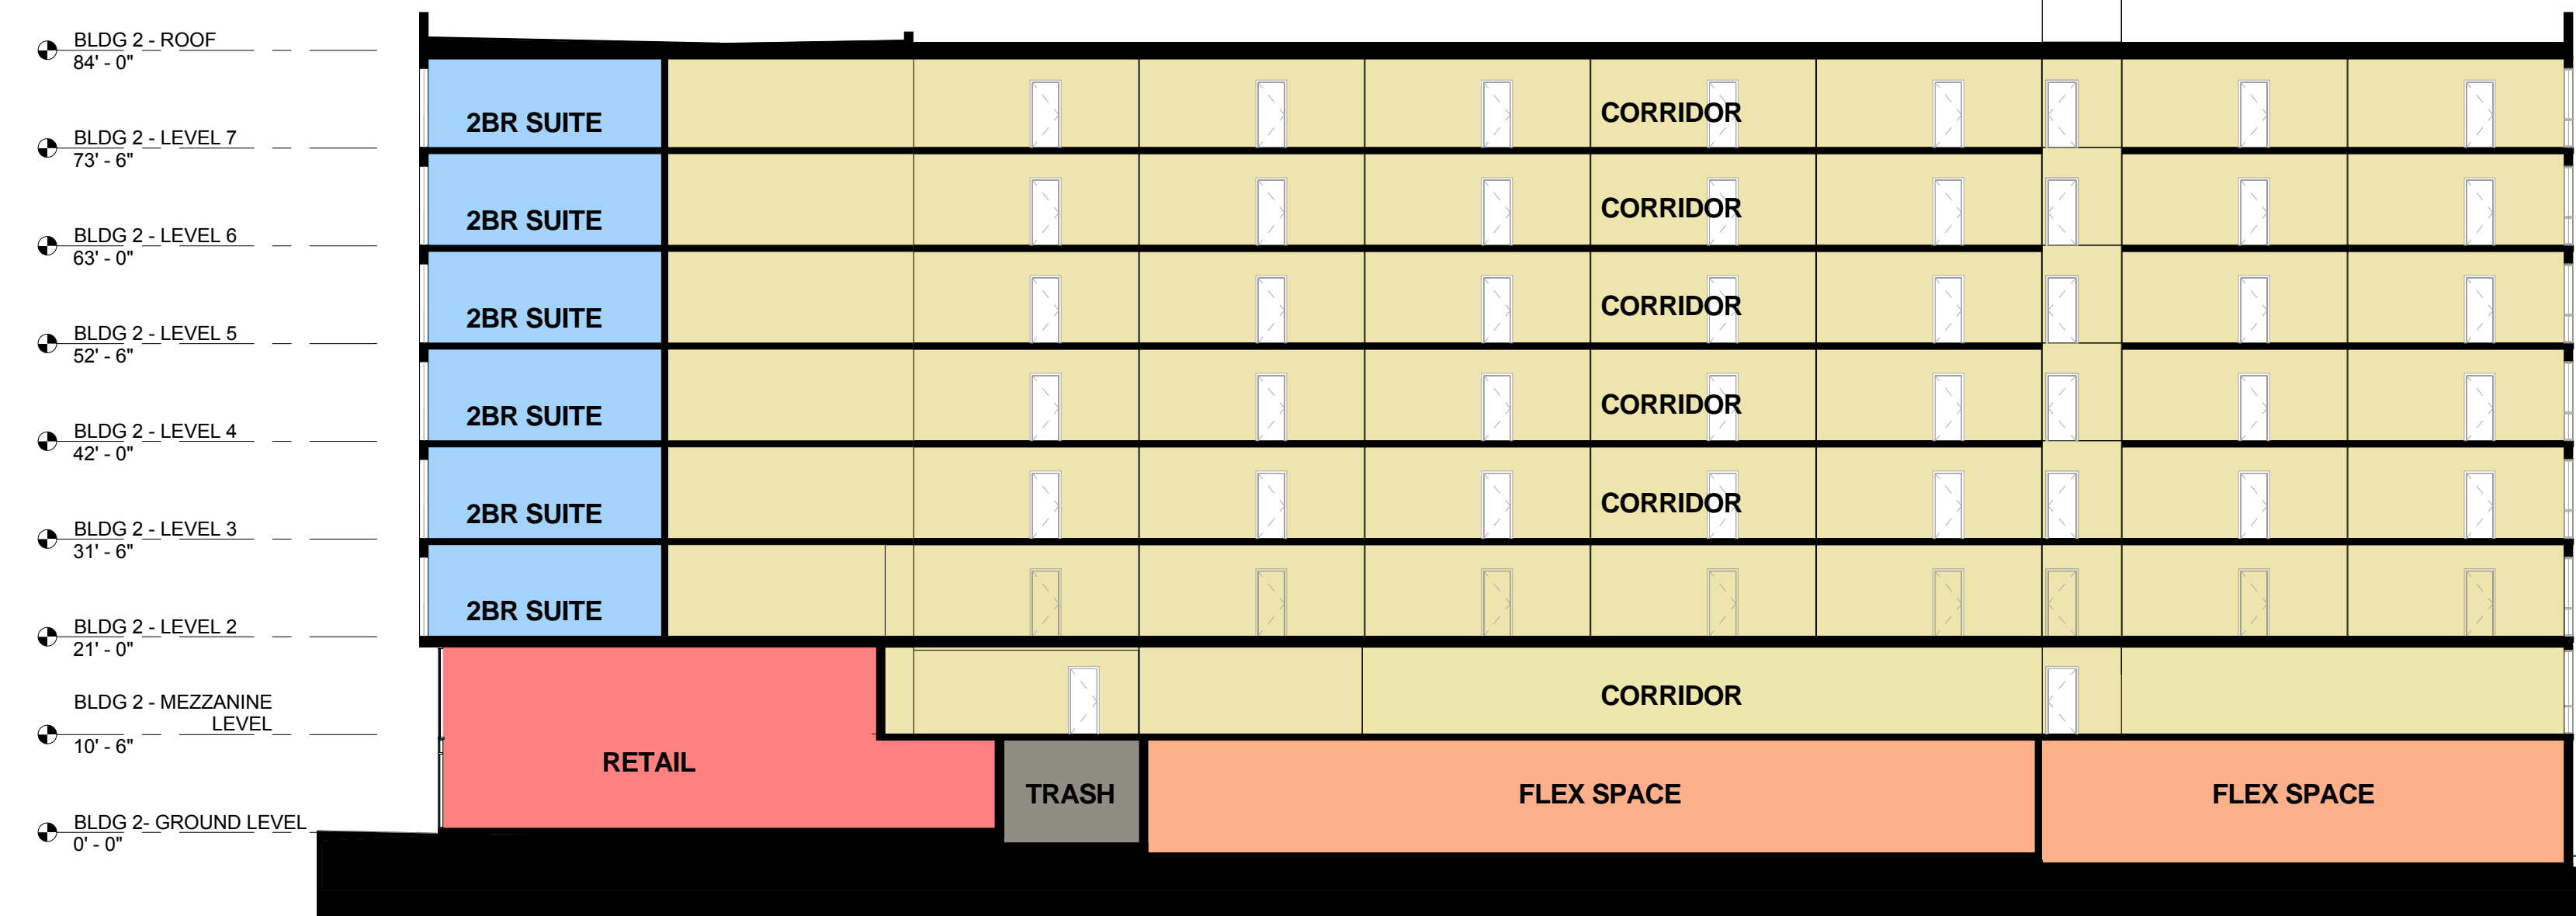 BLDG 2 - ROOF
84' - 0"
2BR SUITE
CORRIDOR
BLDG 2 - LEVEL 7
73' - 6"
2BR SUITE
CORRIDOR
BLDG 2 - LEVEL 6
63' - 0"
2BR SUITE
CORRIDOR
BLDG 2 - LEVEL 5
52' - 6"
2BR SUITE
CORRIDOR
BLDG 2 - LEVEL 4
42' - 0"
2BR SUITE
CORRIDOR
BLDG 2 - LEVEL 3
31' - 6"
2BR SUITE
BLDG 2 - LEVEL 2
21' - 0"
BLDG 2 - MEZZANINE
LEVEL
10' - 6"
CORRIDOR
RETAIL
TRASH
FLEX SPACE
FLEX SPACE
BLDG 2- GROUND LEVEL
0' - 0"